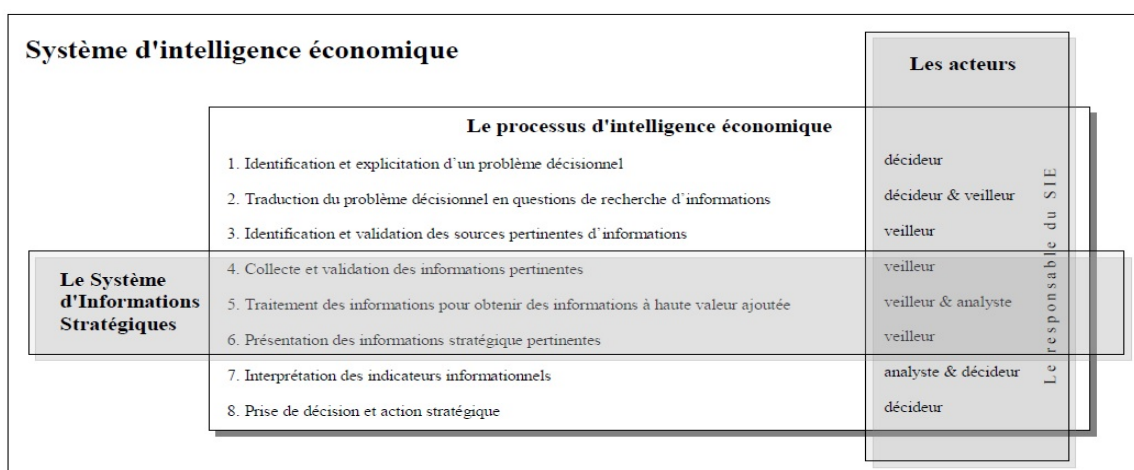 Système d'intelligence économique
Les acteurs
Le processus d'intelligence économique
1. Identification et explicitation d'un problème décisionnel
décideur
2. Traduction du problème décisionnel en questions de recherche d'informations
décideur & veilleur
3. Identification et validation des sources pertinentes d'informations
veilleur
Le Système
d'Informations
Stratégiques
4. Collecte et validation des informations pertinentes
veilleur
5. Traitement des informations pour obtenir des informations à haute valeur ajoutée
veilleur & analyste
6. Présentation des informations stratégique pertinentes
veilleur
7. Interprétation des indicateurs informationnels
analyste & décideur
8. Prise de décision et action stratégique
décideur
Le responsable du SIE